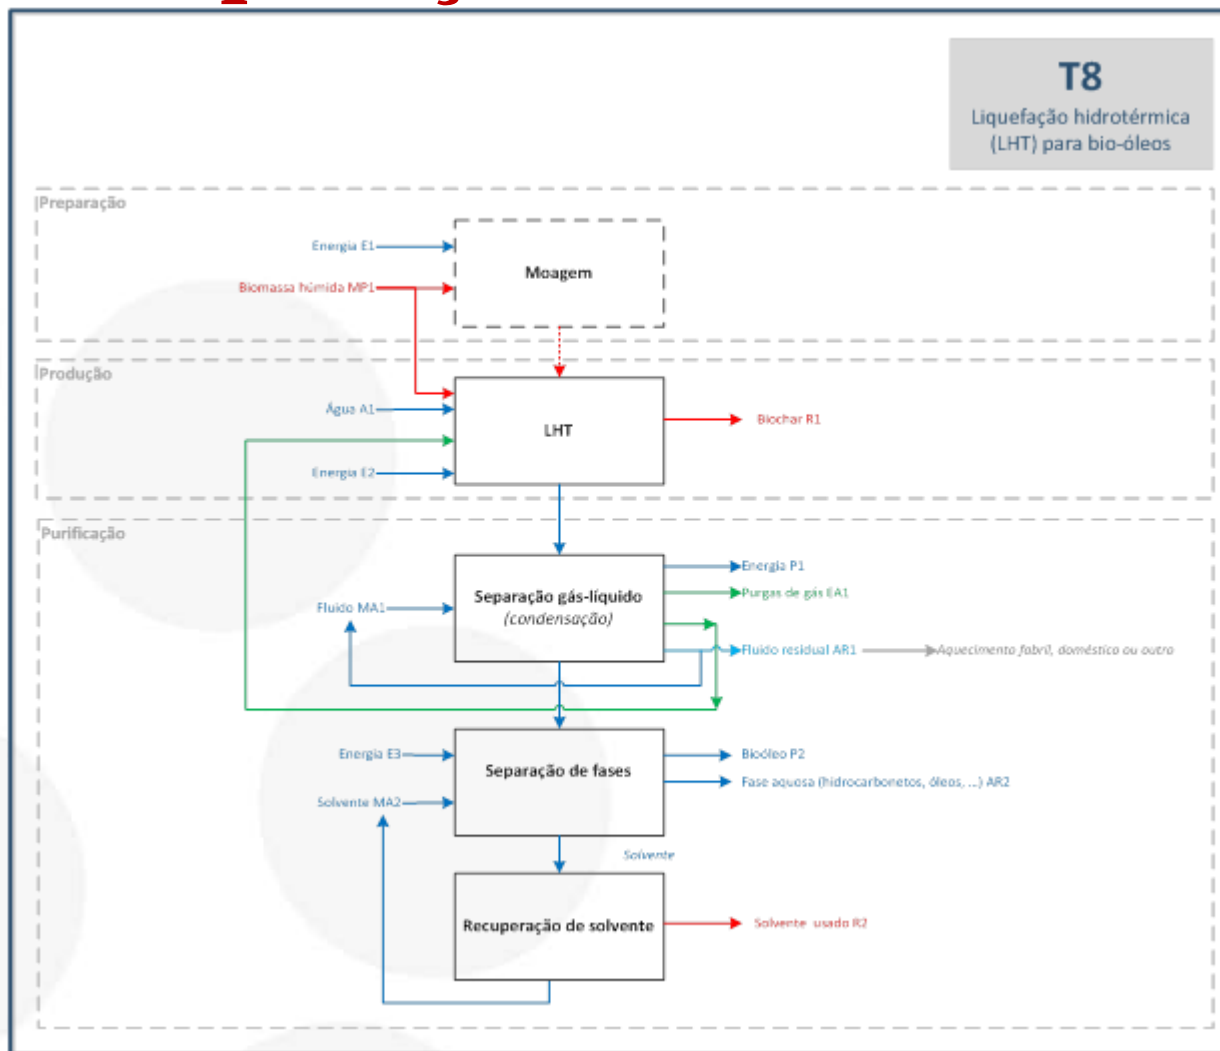 T8
Liquefação hidrotérmica
(LHT) para bio-óleos
Preparação
Energia E1
Moagem
Biomassa húmida MP1
Produção
Água A1
LHT
Biochar R1
Energia E2
Purificação
Energia P1
Separação gás-líquido
Purgas de gás EA1
Fluido MA1
(condensação)
Fluido residual AR1
Aquecimento fabril, doméstico ou outro
Energia E3
Bioóleo P2
Separação de fases
Fase aquosa (hidrocarbonetos, óleos, ...) AR2
Solvente MA2
Solvente
Recuperação de solvente
Solvente usado R2